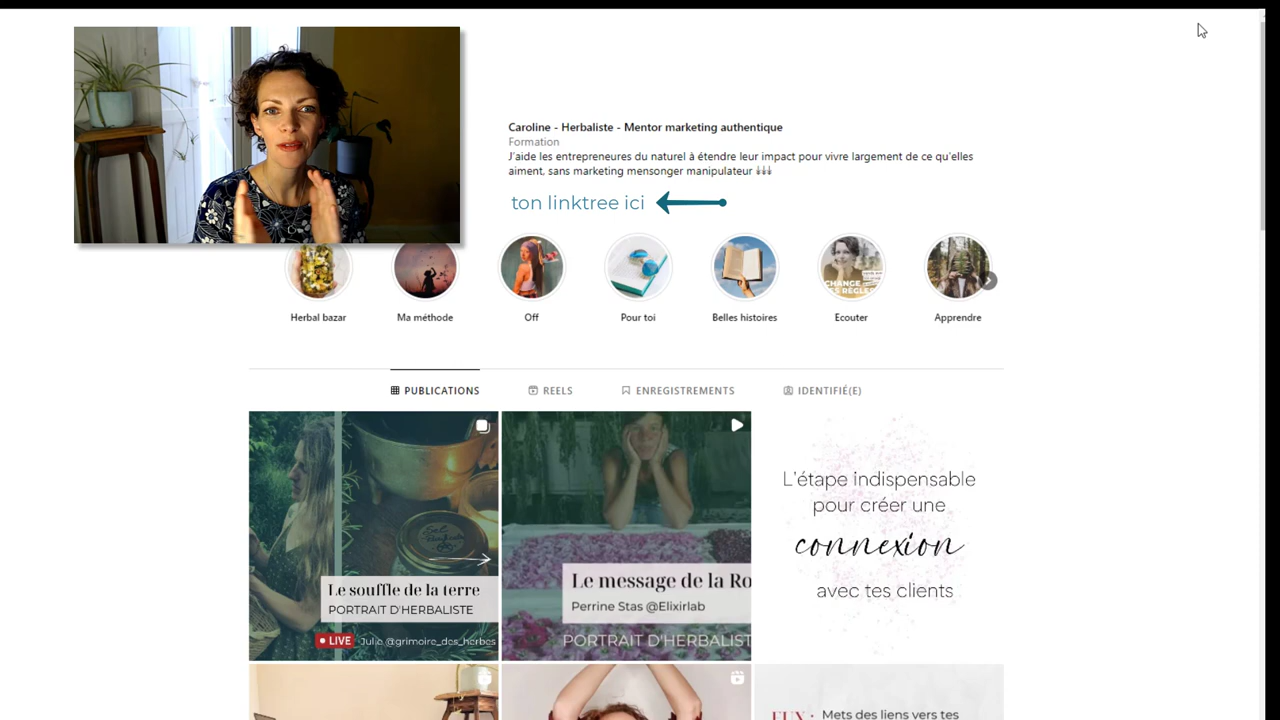 Caroline - Herbaliste - Mentor marketing authentique
Formation
J'aide les entrepreneures du naturel à étendre leur impact pour vivre largement de ce qu'elles
aiment, sans marketing mensonger manipulateur
ton linktree ici
CHANGE
Herbal bazar
Ma méthode
Off
Pour toi
Belles histoires
Ecouter
Apprendre
PUBLICATIONS
REELS
ENREGISTREMENTS
IDENTIFIÉ(E)
Le souffle de la terre
PORTRAIT D'HERBALISTE
LIVE Julie @grimoire_des_herbes
Le message de la Ro
Perrine Stas @Elixirlab
PORTRAIT D'HERBALIST
L'étape indispensable
pour créer une
connexion
avec tes clients
EUX : Mets des liens vers tes